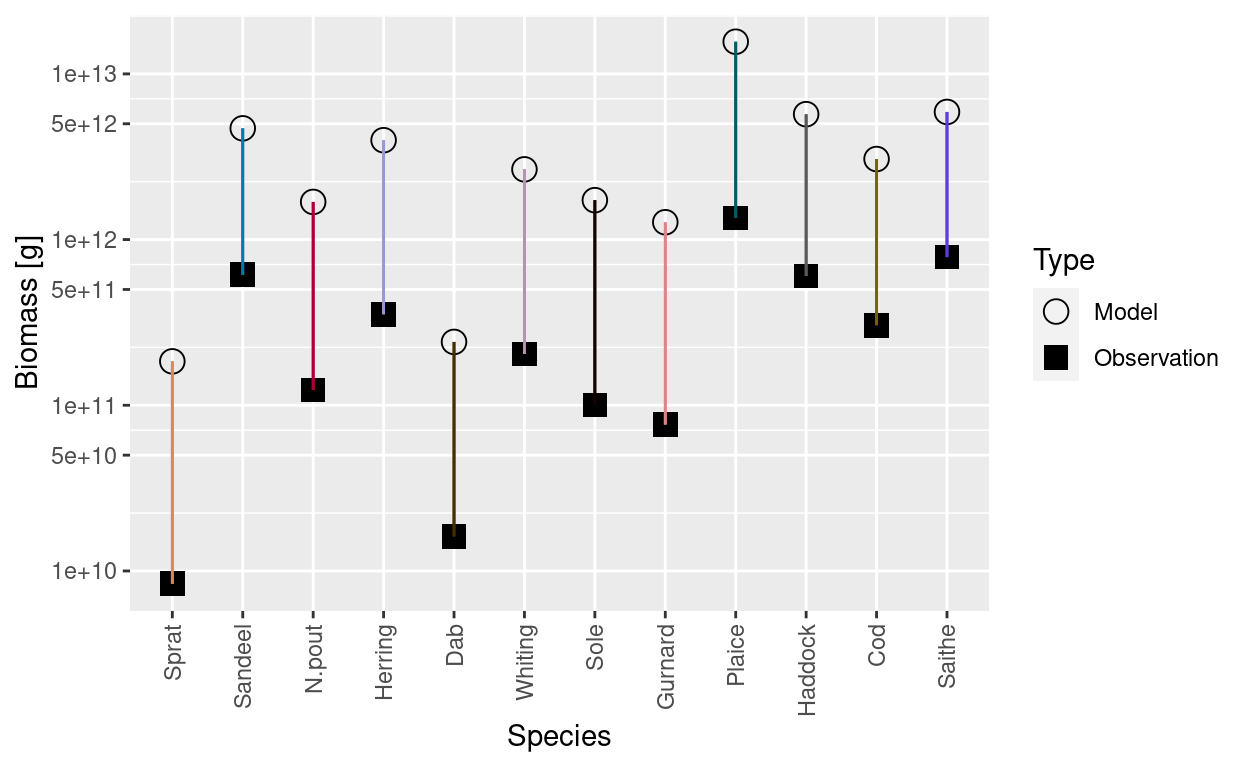 1e+13
5e+12
1e+12
5e+11
1e+11
5e+10
1e+10
Biomass [g]
Sprat
Sandeel
N.pout
Herring
Dab
Whiting
Sole
Gurnard
Plaice
Haddock
Cod
Saithe
Species
Type
Model
Observation